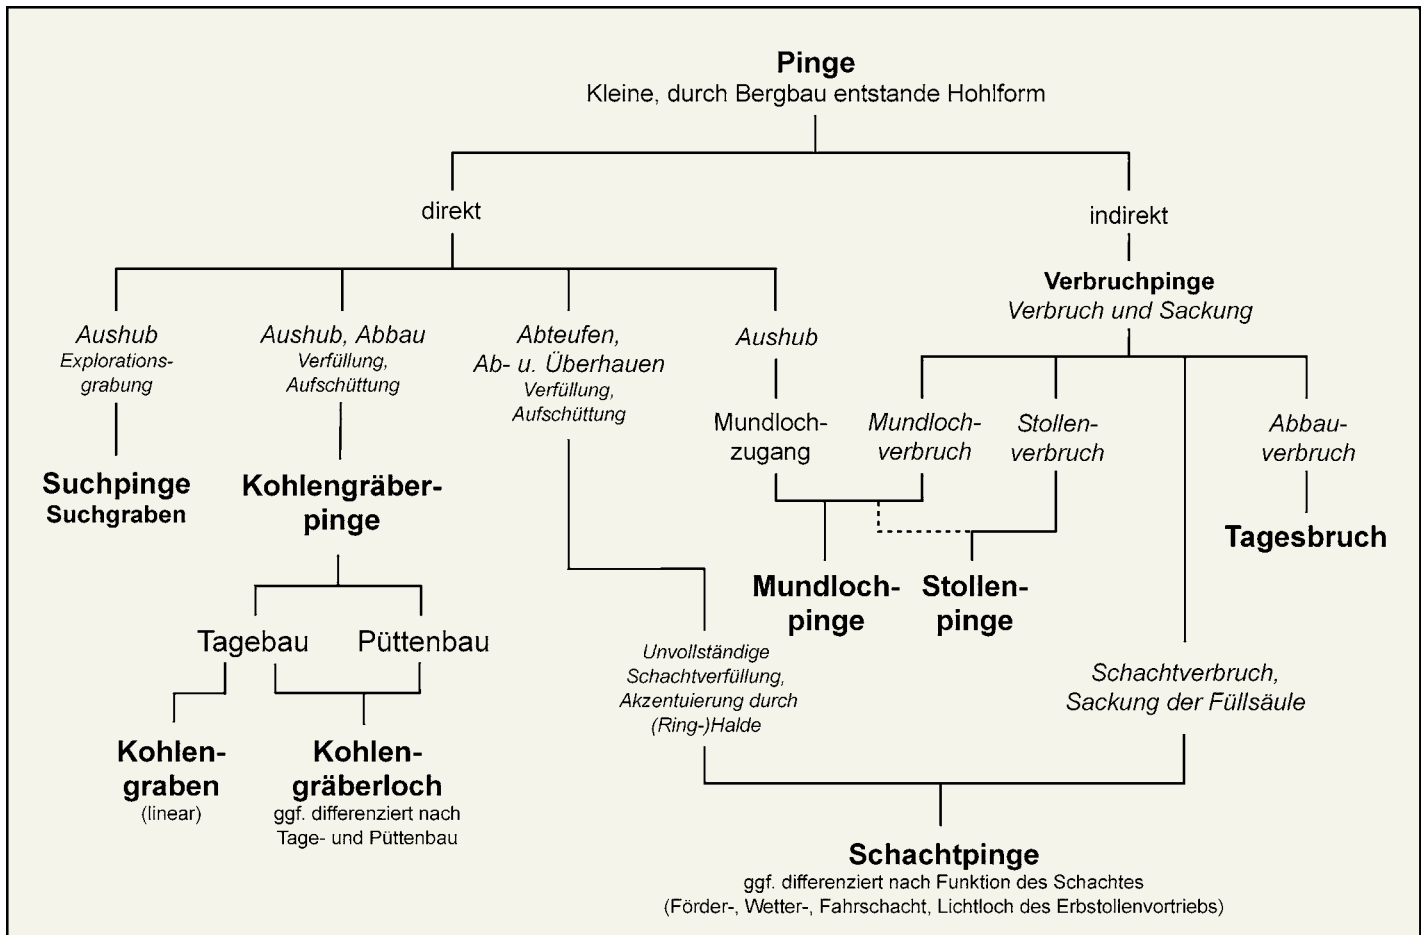 Pinge
Kleine, durch Bergbau entstande Hohlform
direkt
indirekt
Verbruchpinge
Verbruch und Sackung
Aushub
Explorations-
grabung
Aushub, Abbau
Verfüllung,
Aufschüttung
Abteufen,
Ab- u. Überhauen
Verfüllung,
Aufschüttung
Aushub
Mundloch-
zugang
Mundloch-
verbruch
Stollen-
verbruch
Abbau-
verbruch
Suchpinge
Suchgraben
Kohlengräber-
pinge
Tagesbruch
Mundloch-
pinge
Stollen-
pinge
Tagebau
Püttenbau
Unvollständige
Schachtverfüllung,
Akzentuierung durch
(Ring-)Halde
Schachtverbruch,
Sackung der Füllsäule
Kohlen-
graben
(linear)
Kohlen-
gräberloch
ggf. differenziert nach
Tage- und Püttenbau
Schachtpinge
ggf. differenziert nach Funktion des Schachtes
(Förder-, Wetter-, Fahrschacht, Lichtloch des Erbstollenvortriebs)